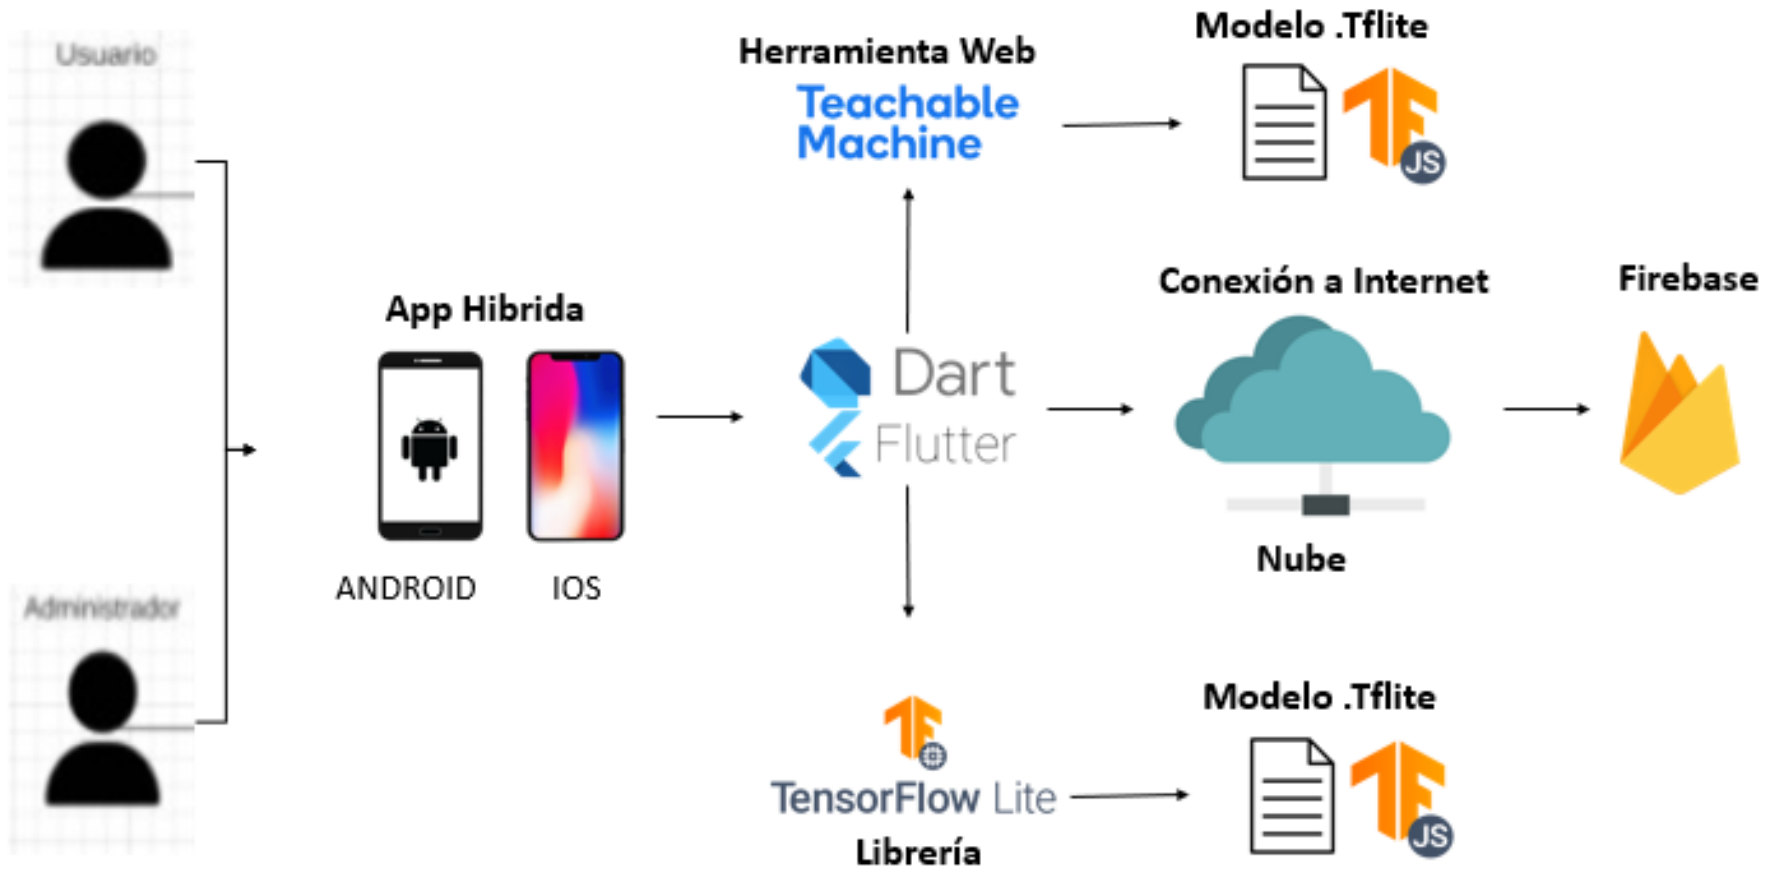 Usuario
Administrador
App Hibrida
ANDROID
IOS
Herramienta Web
Teachable
Machine
Dart
Flutter
TensorFlow Lite
Librería
Modelo .Tflite
JS
Conexión a Internet
Nube
Firebase
Modelo .Tflite
JS